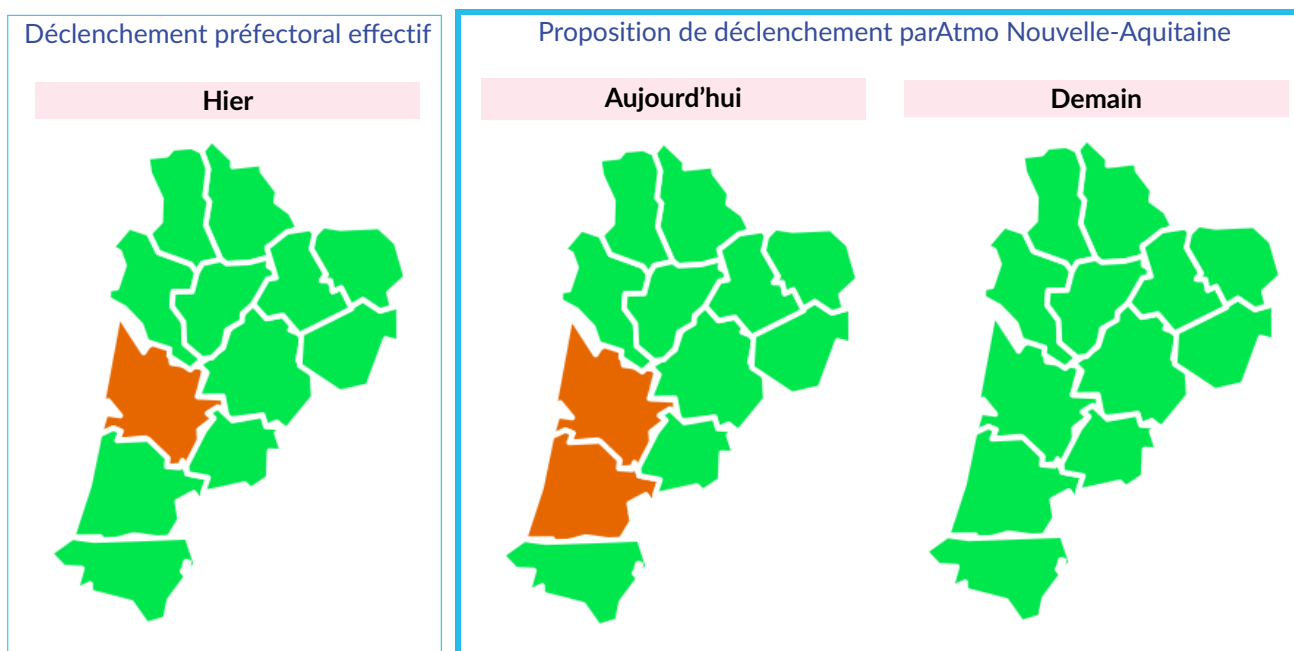 Déclenchement préfectoral effectif
Hier
Proposition de déclenchement parAtmo Nouvelle-Aquitaine
Aujourd'hui
Demain